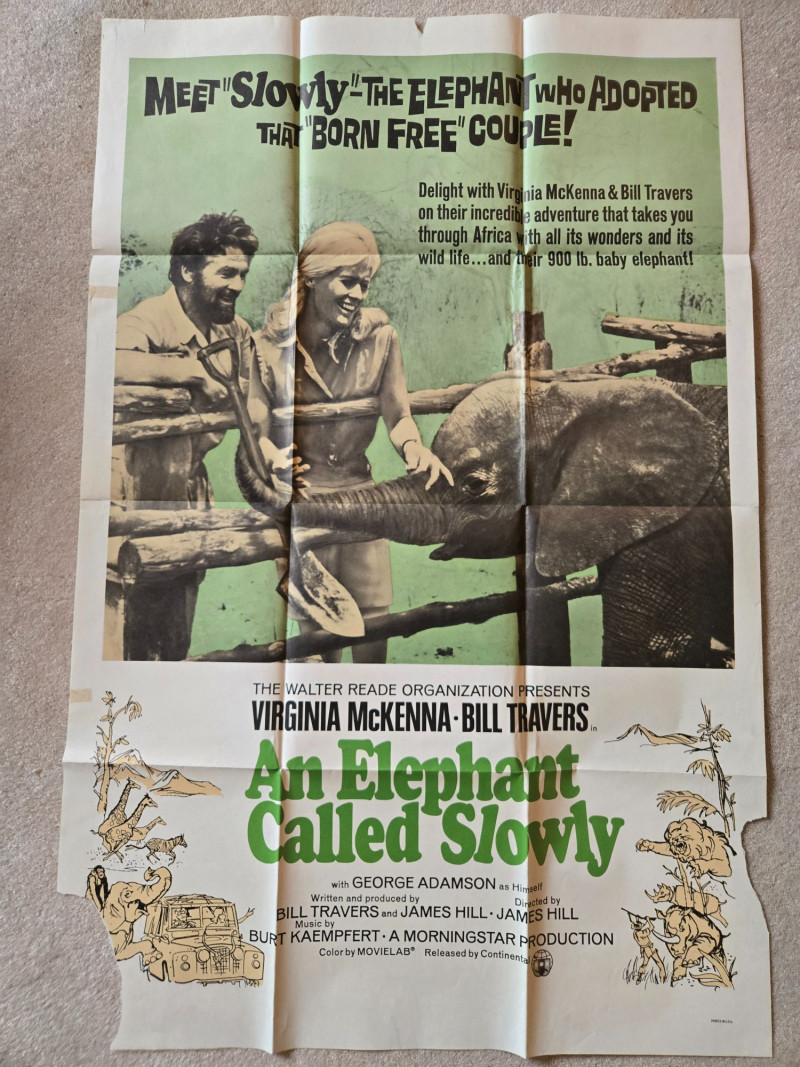 MEET "Slowly"-THE ELEPHANT WHO ADOPTED
THAT "BORN FREE" COUPLE!
Delight with Virginia McKenna & Bill Travers
on their incredible adventure that takes you
through Africa with all its wonders and its
wild life...and their 900 lb. baby elephant!
THE WALTER READE ORGANIZATION PRESENTS
VIRGINIA McKENNA · BILL TRAVERS in
An Elephant
Called Slowly
with GEORGE ADAMSON as Himself
Written and produced by Directed by
BILL TRAVERS and JAMES HILL · JAMES HILL
Music by
BURT KAEMPFERT · A MORNINGSTAR PRODUCTION
Color by MOVIELAB® Released by Continental